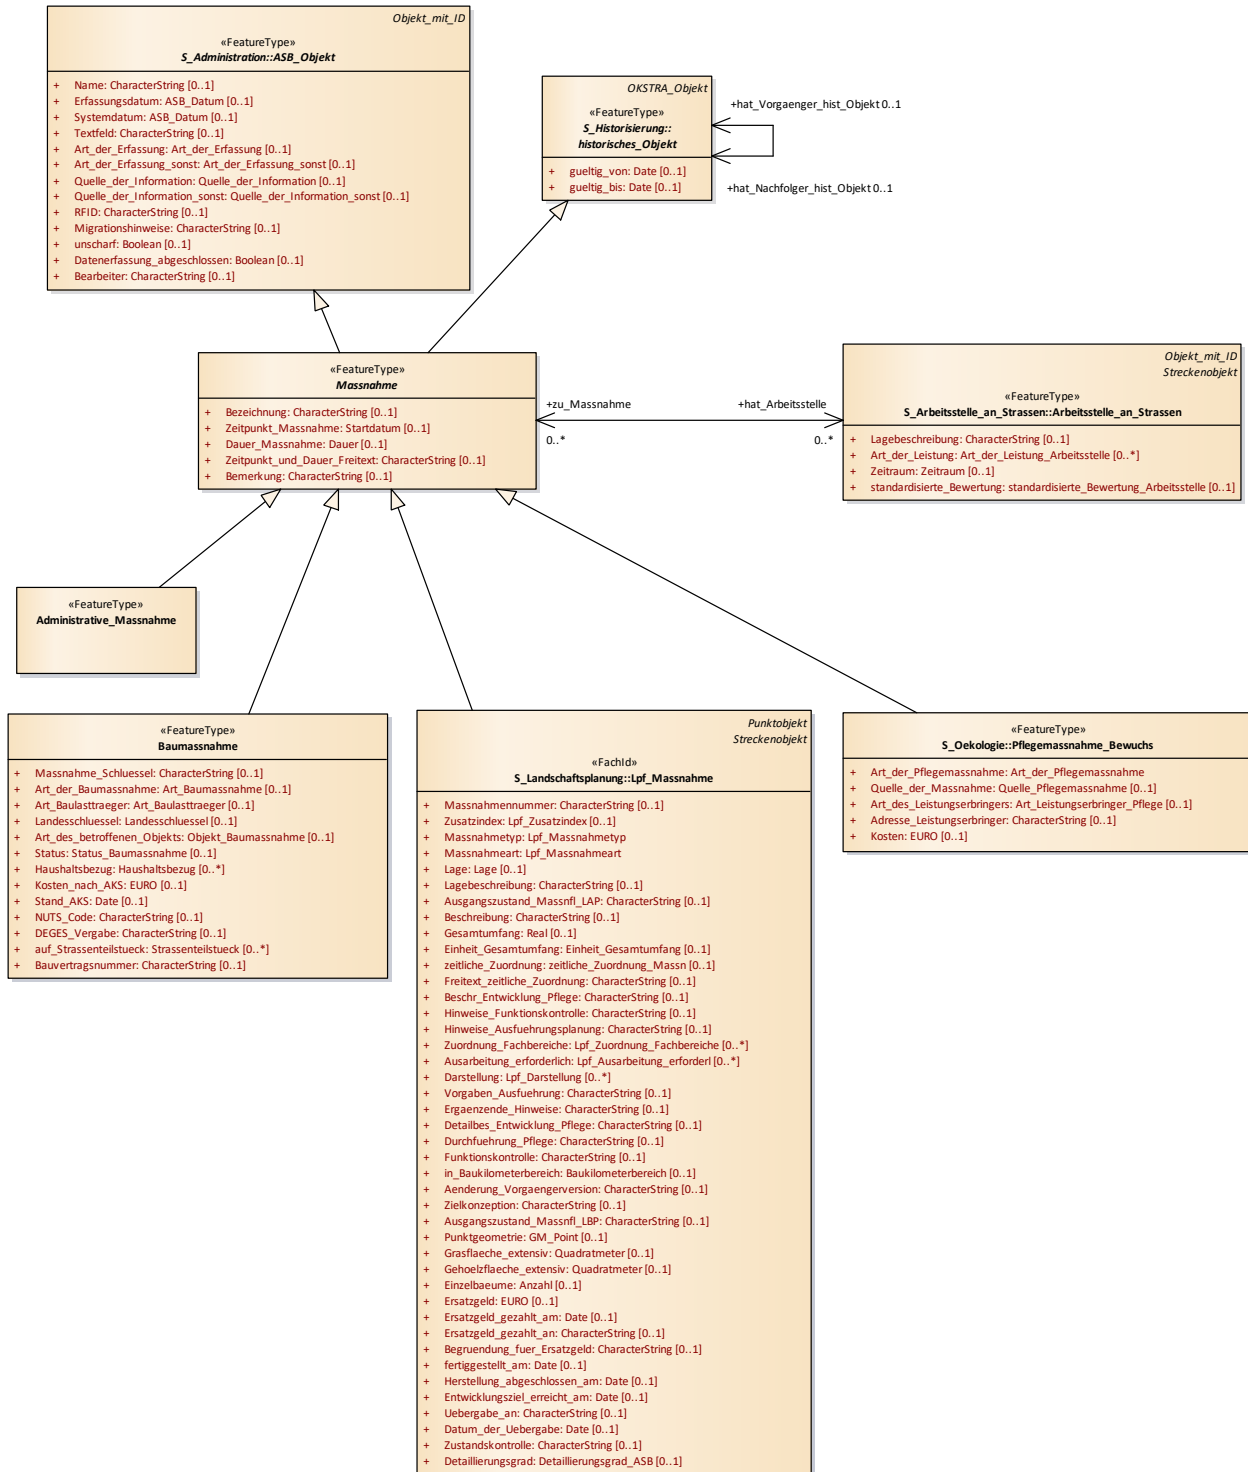 Objekt_mit_ID
«FeatureType»
S_Administration::ASB_Objekt
+ Name: CharacterString [0..1]
+ Erfassungsdatum: ASB_Datum [0..1]
+ Systemdatum: ASB_Datum [0..1]
+ Textfeld: CharacterString [0..1]
+ Art_der_Erfassung: Art_der_Erfassung [0..1]
+ Art_der_Erfassung_sonst: Art_der_Erfassung_sonst [0..1]
+ Quelle_der_Information: Quelle_der_Information [0..1]
+ Quelle_der_Information_sonst: Quelle_der_Information_sonst [0..1]
+ RFID: CharacterString [0..1]
+ Migrationshinweise: CharacterString [0..1]
+ unscharf: Boolean [0..1]
+ Datenerfassung_abgeschlossen: Boolean [0..1]
+ Bearbeiter: CharacterString [0..1]
OKSTRA_Objekt
«FeatureType»
S_Historisierung::
historisches_Objekt
+ gueltig_von: Date [0..1]
+ gueltig_bis: Date [0..1]
+hat_Vorgaenger_hist_Objekt 0..1
+hat_Nachfolger_hist_Objekt 0..1
«FeatureType»
Massnahme
+ Bezeichnung: CharacterString [0..1]
+ Zeitpunkt_Massnahme: Startdatum [0..1]
+ Dauer_Massnahme: Dauer [0..1]
+ Zeitpunkt_und_Dauer_Freitext: CharacterString [0..1]
+ Bemerkung: CharacterString [0..1]
+zu_Massnahme
0..*
+hat_Arbeitsstelle
0..*
Objekt_mit_ID
Streckenobjekt
«FeatureType»
S_Arbeitsstelle_an_Strassen::Arbeitsstelle_an_Strassen
+ Lagebeschreibung: CharacterString [0..1]
+ Art_der_Leistung: Art_der_Leistung_Arbeitsstelle [0..*]
+ Zeitraum: Zeitraum [0..1]
+ standardisierte_Bewertung: standardisierte_Bewertung_Arbeitsstelle [0..1]
«FeatureType»
Administrative_Massnahme
«FeatureType»
Baumassnahme
+ Massnahme_Schluessel: CharacterString [0..1]
+ Art_der_Baumassnahme: Art_Baumassnahme [0..1]
+ Art_Baulasttraeger: Art_Baulasttraeger [0..1]
+ Landesschluessel: Landesschluessel [0..1]
+ Art_des_betroffenen_Objekts: Objekt_Baumassnahme [0..1]
+ Status: Status_Baumassnahme [0..1]
+ Haushaltsbezug: Haushaltsbezug [0..*]
+ Kosten_nach_AKS: EURO [0..1]
+ Stand_AKS: Date [0..1]
+ NUTS_Code: CharacterString [0..1]
+ DEGES_Vergabe: CharacterString [0..1]
+ auf_Strassenteilstueck: Strassenteilstueck [0..*]
+ Bauvertragsnummer: CharacterString [0..1]
Punktobjekt
Streckenobjekt
«FachId»
S_Landschaftsplanung::Lpf_Massnahme
+ Massnahmennummer: CharacterString [0..1]
+ Zusatzindex: Lpf_Zusatzindex [0..1]
+ Massnahmetyp: Lpf_Massnahmetyp
+ Massnahmeart: Lpf_Massnahmeart
+ Lage: Lage [0..1]
+ Lagebeschreibung: CharacterString [0..1]
+ Ausgangszustand_Massnfl_LAP: CharacterString [0..1]
+ Beschreibung: CharacterString [0..1]
+ Gesamtumfang: Real [0..1]
+ Einheit_Gesamtumfang: Einheit_Gesamtumfang [0..1]
+ zeitliche_Zuordnung: zeitliche_Zuordnung_Massn [0..1]
+ Freitext_zeitliche_Zuordnung: CharacterString [0..1]
+ Beschr_Entwicklung_Pflege: CharacterString [0..1]
+ Hinweise_Funktionskontrolle: CharacterString [0..1]
+ Hinweise_Ausfuehrungsplanung: CharacterString [0..1]
+ Zuordnung_Fachbereiche: Lpf_Zuordnung_Fachbereiche [0..*]
+ Ausarbeitung_erforderlich: Lpf_Ausarbeitung_erforderl [0..*]
+ Darstellung: Lpf_Darstellung [0..*]
+ Vorgaben_Ausfuehrung: CharacterString [0..1]
+ Ergaenzende_Hinweise: CharacterString [0..1]
+ Detailbes_Entwicklung_Pflege: CharacterString [0..1]
+ Durchfuehrung_Pflege: CharacterString [0..1]
+ Funktionskontrolle: CharacterString [0..1]
+ in_Baukilometerbereich: Baukilometerbereich [0..1]
+ Aenderung_Vorgaengerversion: CharacterString [0..1]
+ Zielkonzeption: CharacterString [0..1]
+ Ausgangszustand_Massnfl_LBP: CharacterString [0..1]
+ Punktgeometrie: GM_Point [0..1]
+ Grasflaeche_extensiv: Quadratmeter [0..1]
+ Gehoelzflaeche_extensiv: Quadratmeter [0..1]
+ Einzelbaeume: Anzahl [0..1]
+ Ersatzgeld: EURO [0..1]
+ Ersatzgeld_gezahlt_am: Date [0..1]
+ Ersatzgeld_gezahlt_an: CharacterString [0..1]
+ Begruendung_fuer_Ersatzgeld: CharacterString [0..1]
+ fertiggestellt_am: Date [0..1]
+ Herstellung_abgeschlossen_am: Date [0..1]
+ Entwicklungsziel_erreicht_am: Date [0..1]
+ Uebergabe_an: CharacterString [0..1]
+ Datum_der_Uebergabe: Date [0..1]
+ Zustandskontrolle: CharacterString [0..1]
+ Detaillierungsgrad: Detaillierungsgrad_ASB [0..1]
«FeatureType»
S_Oekologie::Pflegemassnahme_Bewuchs
+ Art_der_Pflegemassnahme: Art_der_Pflegemassnahme
+ Quelle_der_Massnahme: Quelle_Pflegemassnahme [0..1]
+ Art_des_Leistungserbringers: Art_Leistungserbringer_Pflege [0..1]
+ Adresse_Leistungserbringer: CharacterString [0..1]
+ Kosten: EURO [0..1]